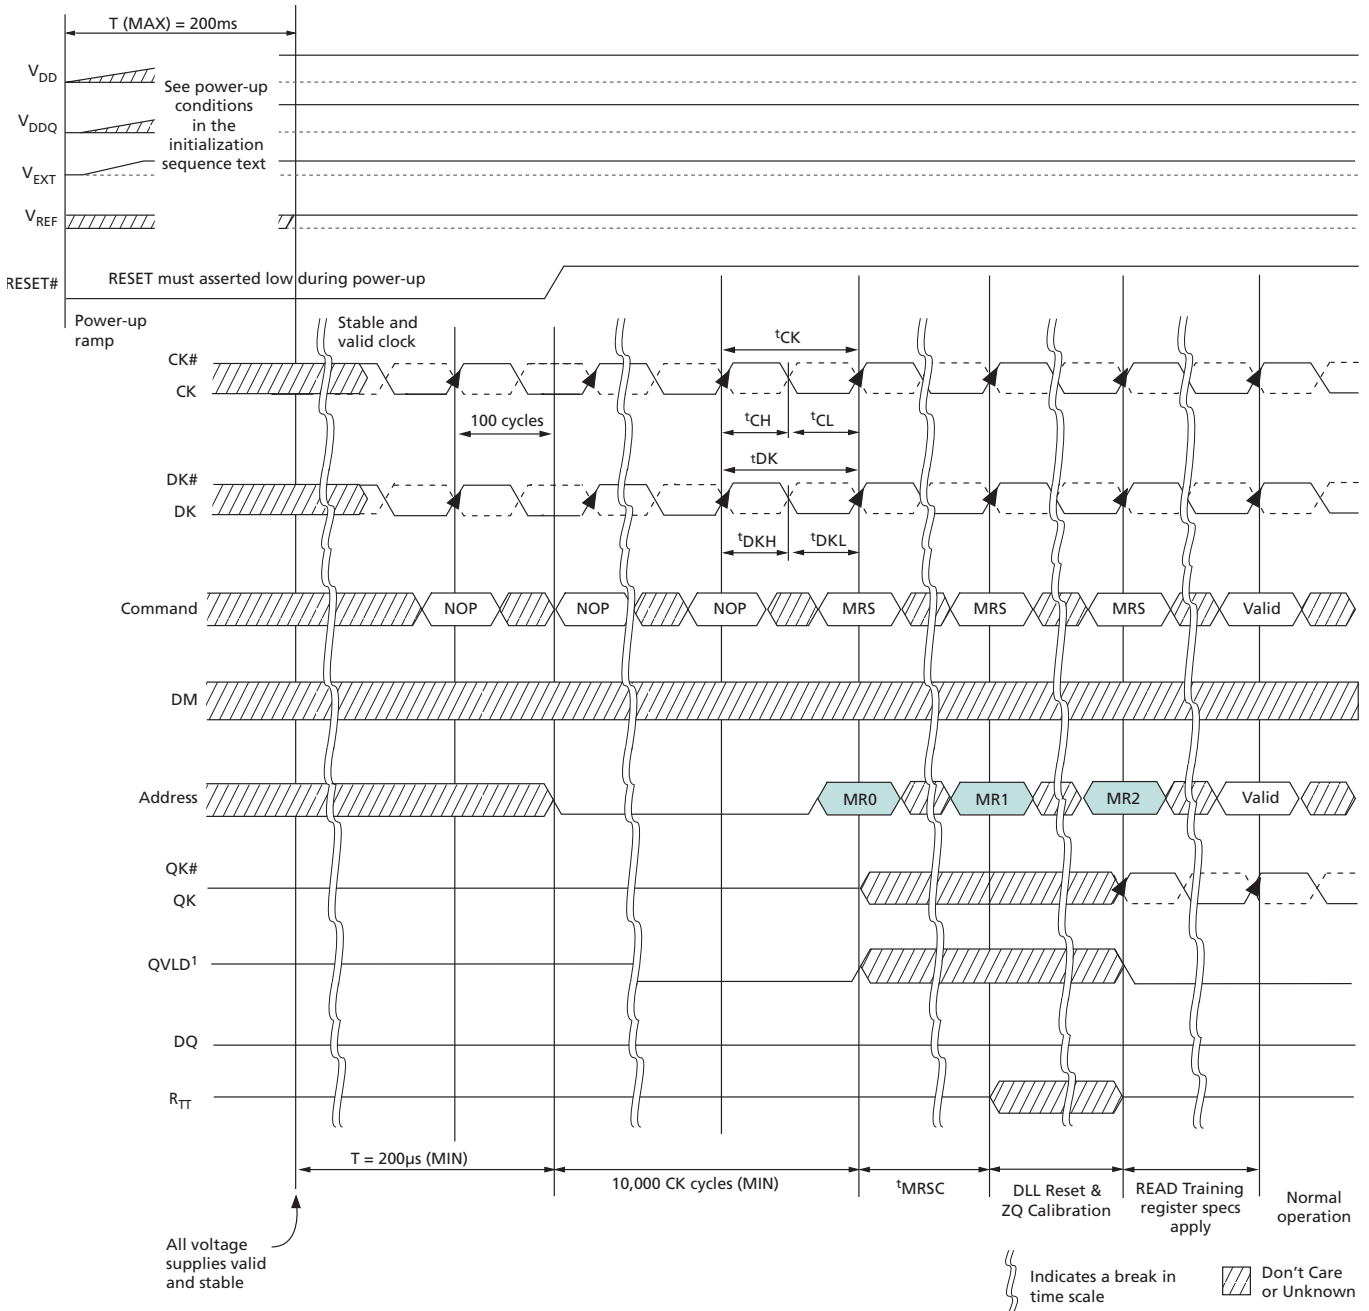 T (MAX) = 200ms
VDD
See power-up
conditions
in the
initialization
sequence text
VDDQ
VEXT
VREF
RESET#
RESET must asserted low during power-up
Power-up
ramp
Stable and
valid clock
tCK
CK#
CK
100 cycles
tCH
tCL
tDK
DK#
DK
tDKH
tDKL
Command
NOP
NOP
NOP
MRS
MRS
MRS
Valid
DM
Address
MR0
MR1
MR2
Valid
QK#
QK
QVLD1
DQ
RTT
T = 200μs (MIN)
10,000 CK cycles (MIN)
tMRSC
DLL Reset &
ZQ Calibration
READ Training
register specs
apply
Normal
operation
All voltage
supplies valid
and stable
Indicates a break in
time scale
Don't Care
or Unknown